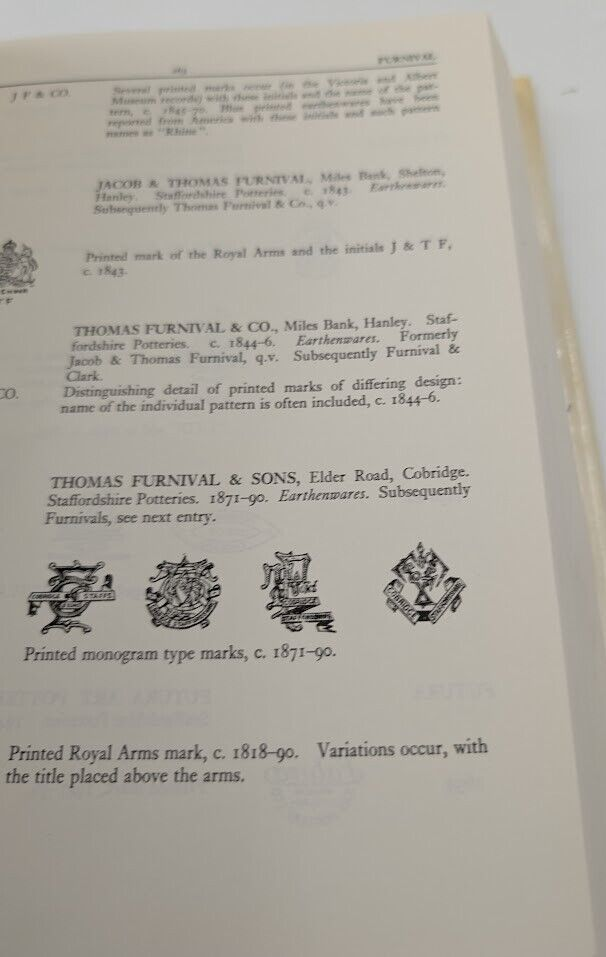 263
FURNIVAL
J F & CO.
Several printed marks occur (in the Victoria and Albert
Museum records) with these initials and the name of the pat-
tern, c. 1845-70. Blue printed earthenwares have been
reported from America with these initials and such pattern
names as "Rhine".
JACOB & THOMAS FURNIVAL, Miles Bank, Shelton,
Hanley. Staffordshire Potteries. c. 1843. Earthenwares.
Subsequently Thomas Furnival & Co., q.v.
Printed mark of the Royal Arms and the initials J & T F,
c. 1843.
T F
THOMAS FURNIVAL & CO., Miles Bank, Hanley. Staf-
fordshire Potteries. c. 1844-6. Earthenwares. Formerly
Jacob & Thomas Furnival, q.v. Subsequently Furnival &
Clark.
CO.
Distinguishing detail of printed marks of differing design:
name of the individual pattern is often included, c. 1844-6.
THOMAS FURNIVAL & SONS, Elder Road, Cobridge.
Staffordshire Potteries. 1871-90. Earthenwares. Subsequently
Furnivals, see next entry.
COBRIDGE STAFFS
COBRIDGE
STAFFORDSHIRE
COBRIDGE
Printed monogram type marks, c. 1871-90.
Printed Royal Arms mark, c. 1818-90. Variations occur, with
the title placed above the arms.